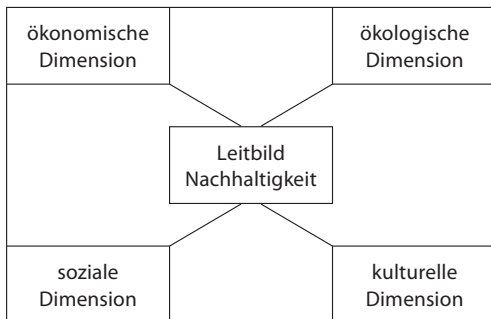 ökonomische
Dimension
ökologische
Dimension
Leitbild
Nachhaltigkeit
soziale
Dimension
kulturelle
Dimension